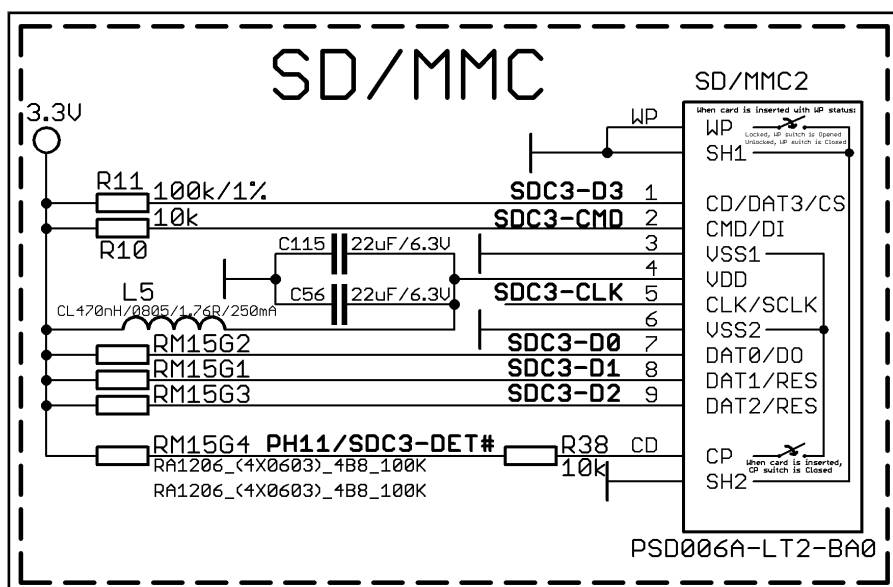 SD/MMC
SD/MMC2
3.3V
When card is inserted with WP status:
WP
WP
Locked, WP switch is Opened
Unlocked, WP switch is Closed
SH1
R11
100k/1%
SDC3-D3
1
CD/DAT3/CS
10k
SDC3-CMD
2
CMD/DI
R10
3
VSS1
C115
22uF/6.3V
4
VDD
L5
C56
22uF/6.3V
SDC3-CLK
5
CLK/SCLK
CL470nH/0805/1,76R/250mA
6
VSS2
RM15G2
SDC3-D0
7
DAT0/DO
RM15G1
SDC3-D1
8
DAT1/RES
RM15G3
SDC3-D2
9
DAT2/RES
RM15G4
PH11/SDC3-DET#
R38
CD
CP
When card is inserted,
CP switch is Closed
RA1206_(4X0603)_4B8_100K
10k
SH2
RA1206_(4X0603)_4B8_100K
PSD006A-LT2-BA0